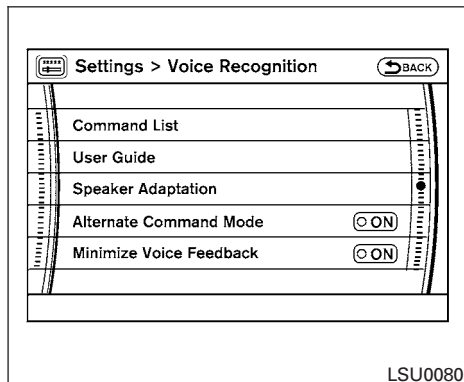 Settings > Voice Recognition
BACK
Command List
User Guide
Speaker Adaptation
Alternate Command Mode ON
Minimize Voice Feedback ON
LSU0080